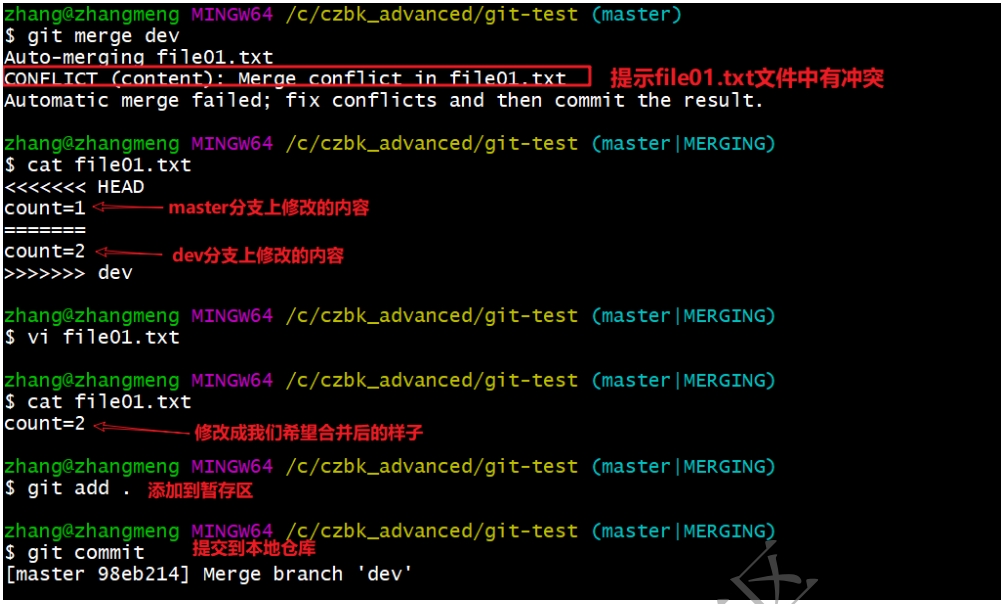 zhang@zhangmeng MINGW64 /c/czbk_advanced/git-test (master)
$ git merge dev
Auto-merging file01.txt
CONFLICT (content): Merge conflict in file01.txt 提示file01.txt文件中有冲突
Automatic merge failed; fix conflicts and then commit the result.
zhang@zhangmeng MINGW64 /c/czbk_advanced/git-test (master|MERGING)
$ cat file01.txt
<<<<<<< HEAD
count=1 master分支上修改的内容
=======
count=2 dev分支上修改的内容
>>>>>>> dev
zhang@zhangmeng MINGW64 /c/czbk_advanced/git-test (master|MERGING)
$ vi file01.txt
zhang@zhangmeng MINGW64 /c/czbk_advanced/git-test (master|MERGING)
$ cat file01.txt
count=2 修改成我们希望合并后的样子
zhang@zhangmeng MINGW64 /c/czbk_advanced/git-test (master|MERGING)
$ git add . 添加到暂存区
zhang@zhangmeng MINGW64 /c/czbk_advanced/git-test (master|MERGING)
$ git commit 提交到本地仓库
[master 98eb214] Merge branch 'dev'